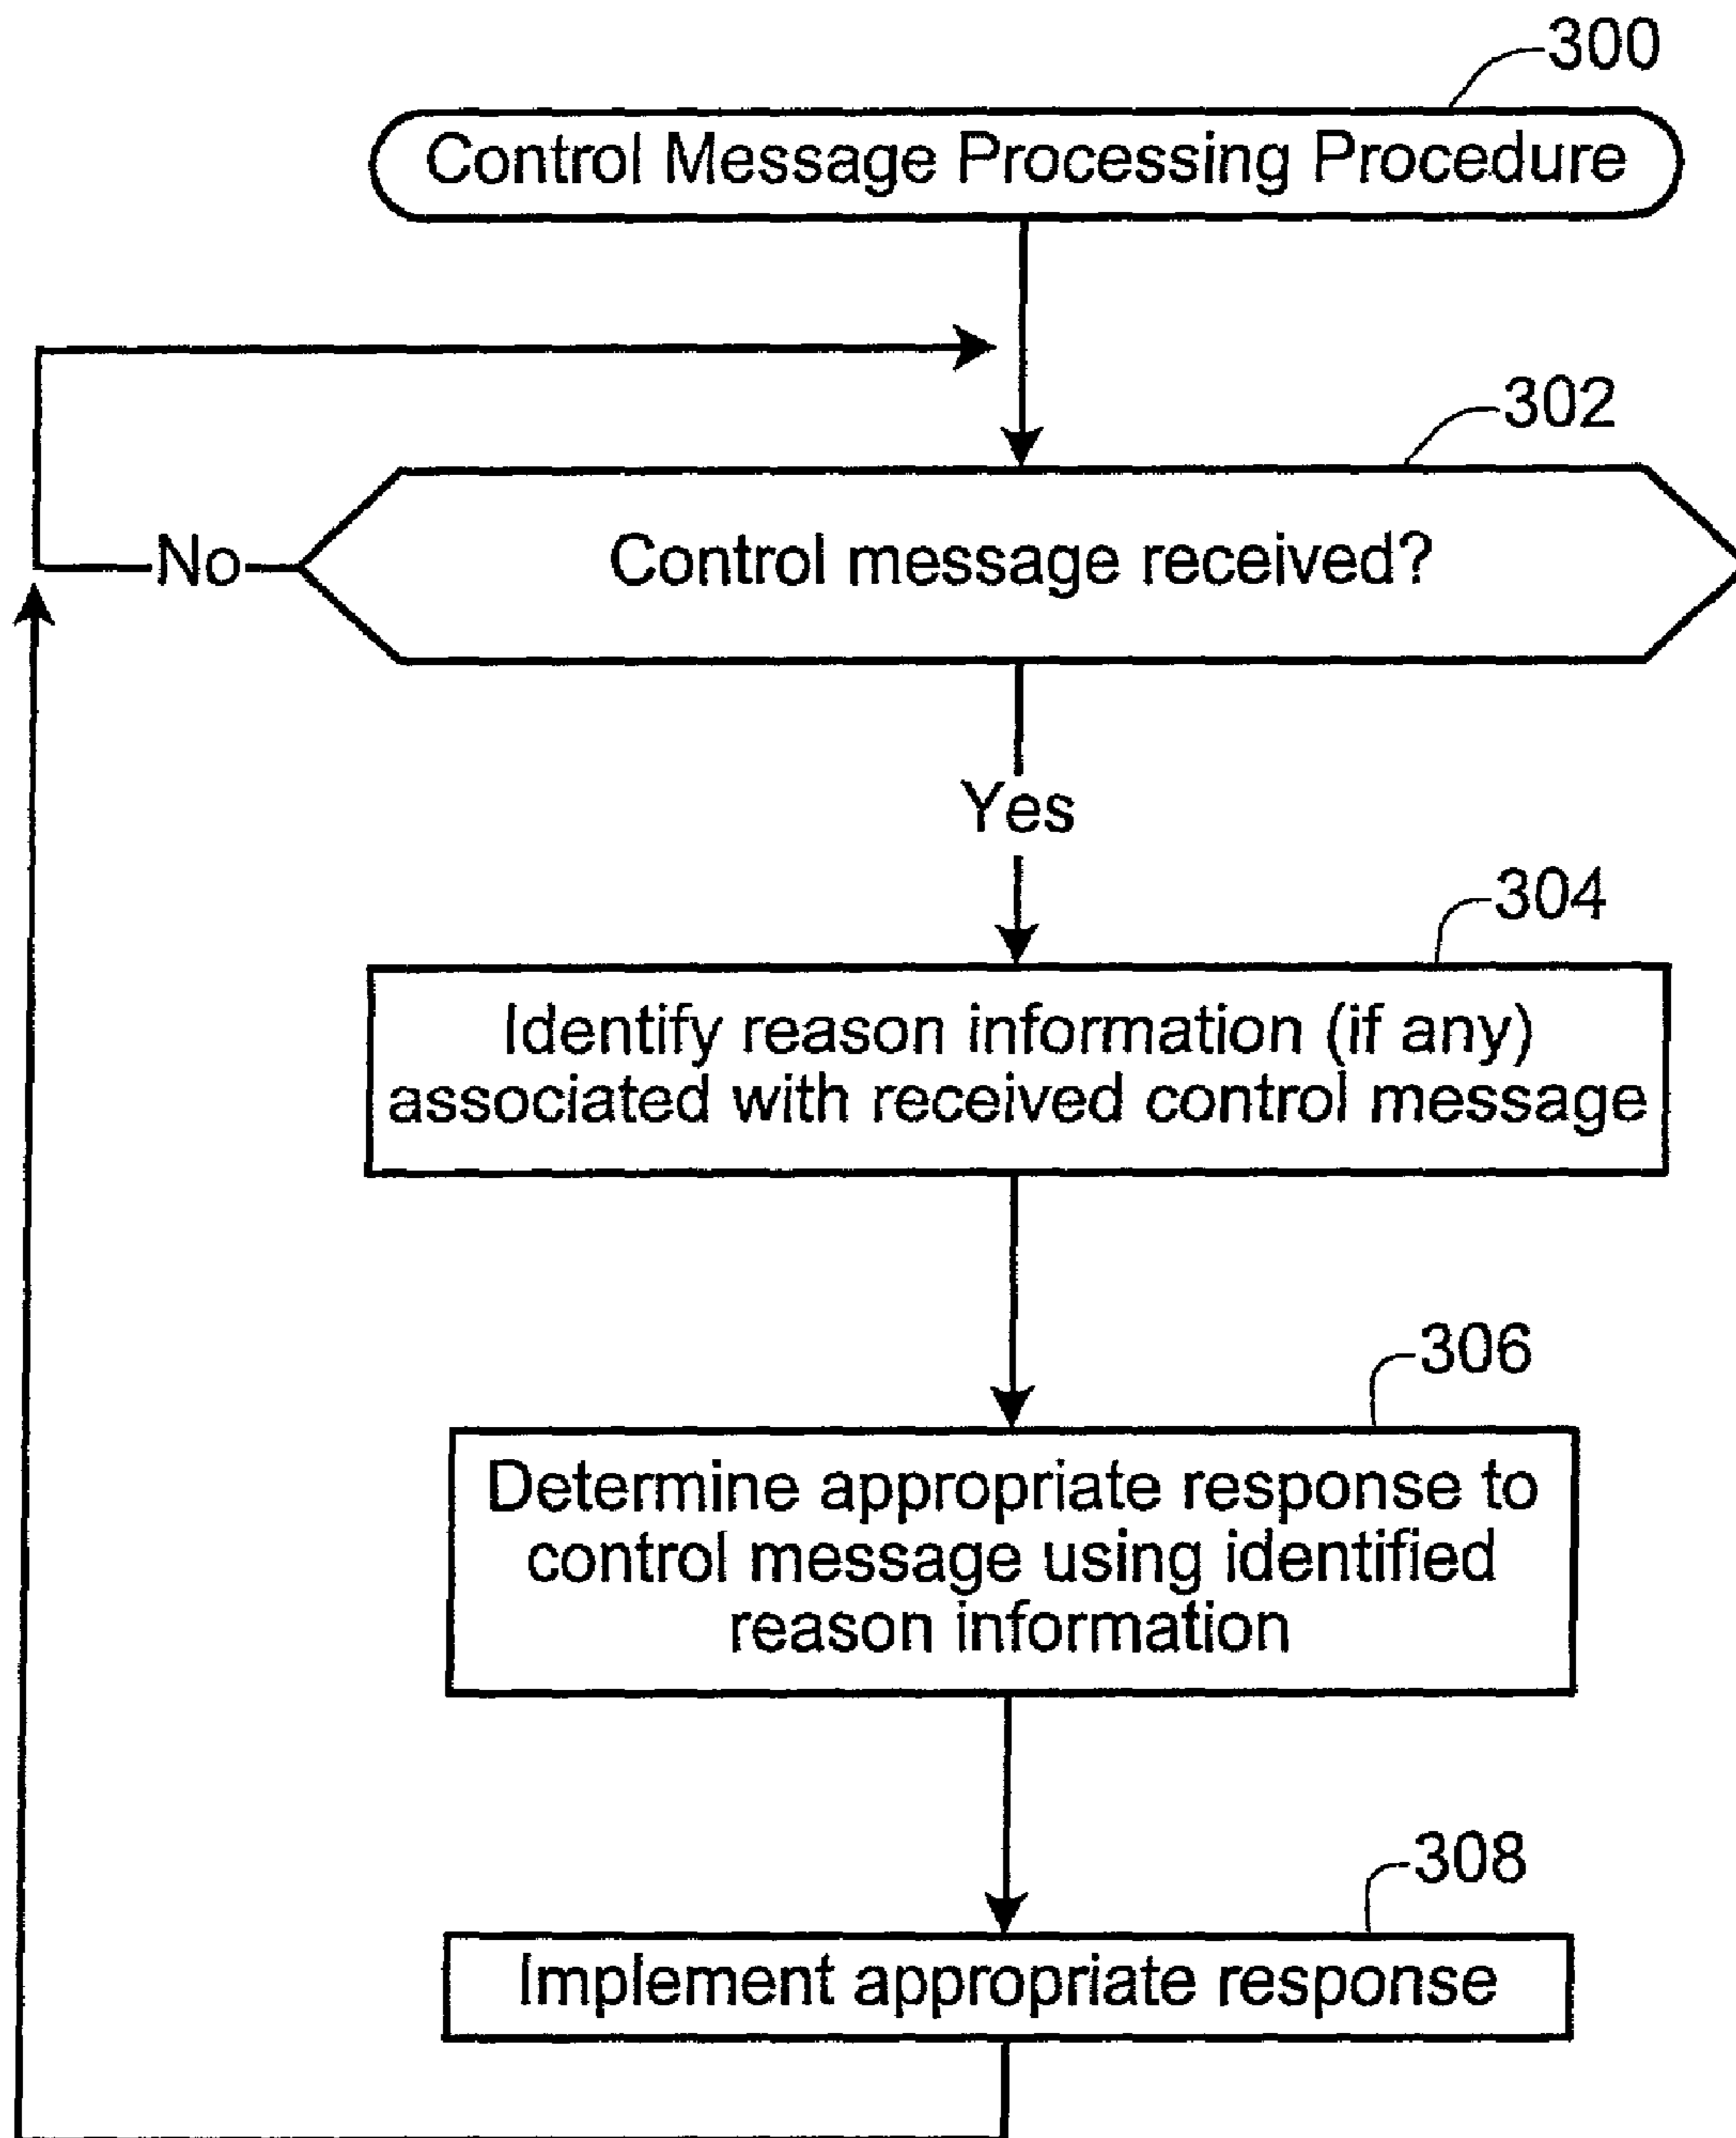 300
Control Message Processing Procedure
302
Control message received?
No
Yes
304
Identify reason information (if any)
associated with received control message
306
Determine appropriate response to
control message using identified
reason information
308
Implement appropriate response